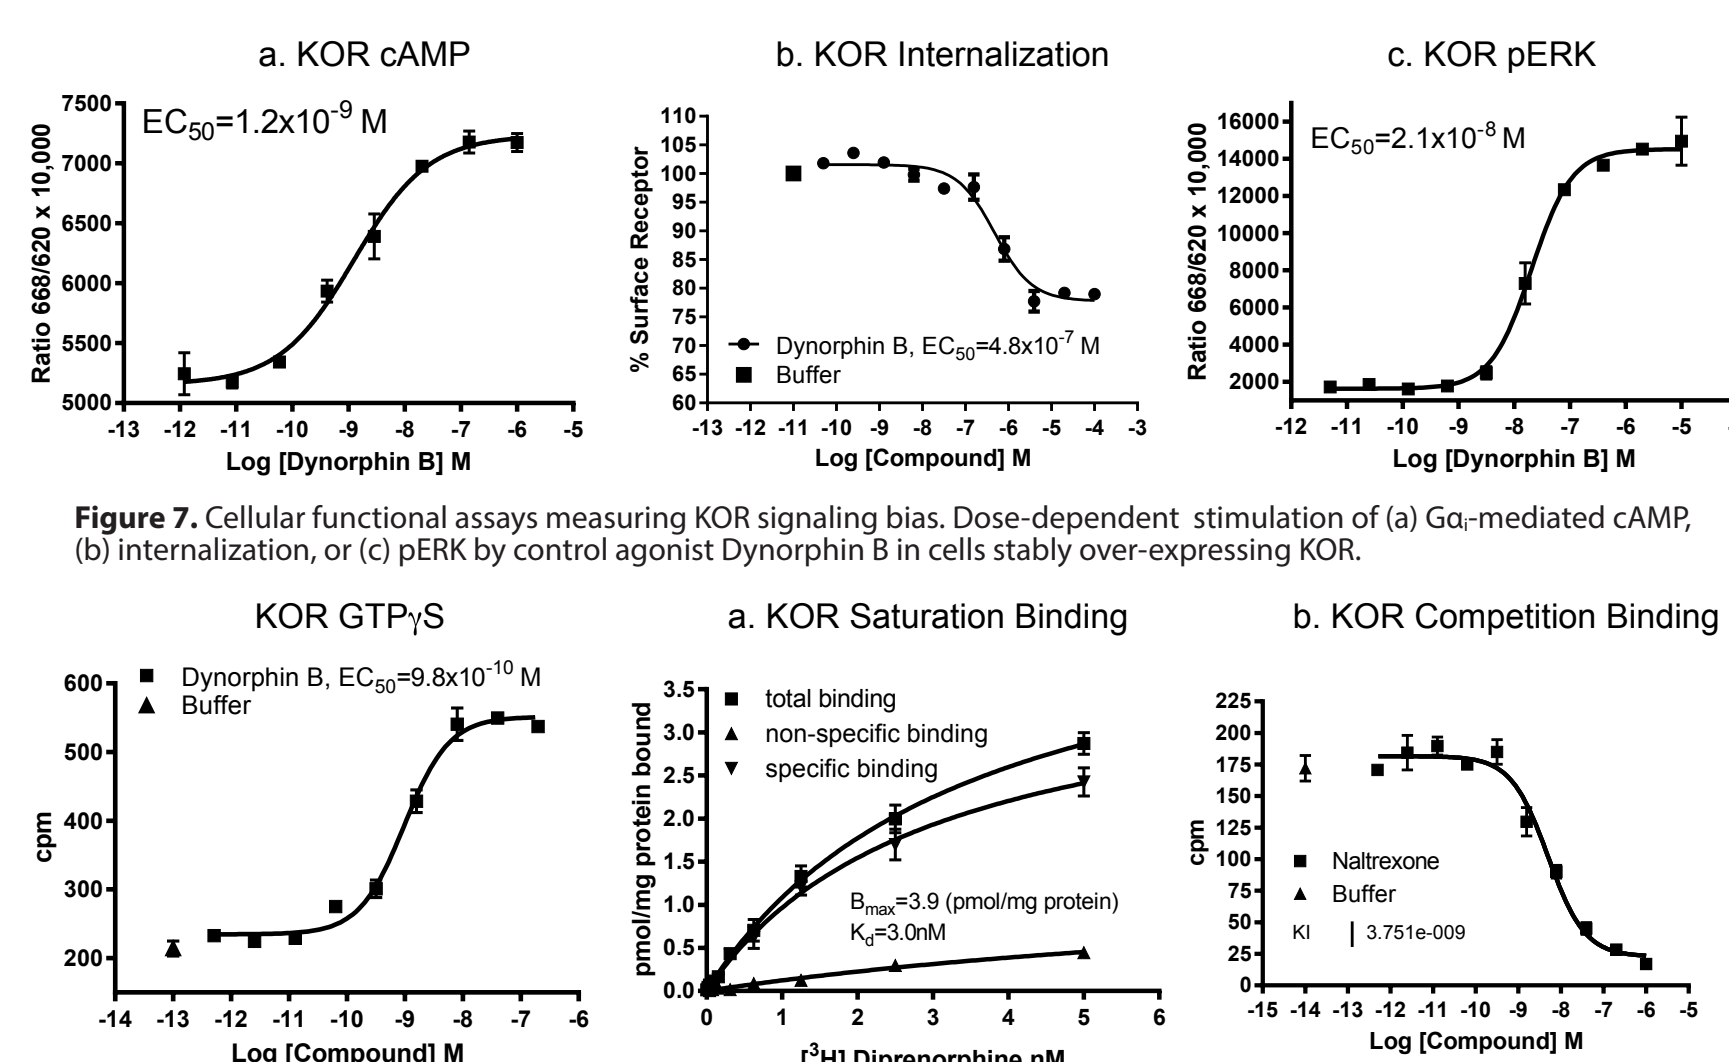 a. KOR cAMP
EC50=1.2x10-9 M
Ratio 668/620 x 10,000
7500
7000
6500
6000
5500
5000
-13 -12 -11 -10 -9 -8 -7 -6 -5
Log [Dynorphin B] M
b. KOR Internalization
% Surface Receptor
110
105
100
95
90
85
80
75
70
65
60
Dynorphin B, EC50=4.8x10-7 M
Buffer
-13 -12 -11 -10 -9 -8 -7 -6 -5 -4 -3
Log [Compound] M
c. KOR pERK
EC50=2.1x10-8 M
Ratio 668/620 x 10,000
16000
14000
12000
10000
8000
6000
4000
2000
-12 -11 -10 -9 -8 -7 -6 -5
Log [Dynorphin B] M
Figure 7. Cellular functional assays measuring KOR signaling bias. Dose-dependent stimulation of (a) Gαi-mediated cAMP,
(b) internalization, or (c) pERK by control agonist Dynorphin B in cells stably over-expressing KOR.
KOR GTPγS
Dynorphin B, EC50=9.8x10-10 M
Buffer
cpm
600
500
400
300
200
-14 -13 -12 -11 -10 -9 -8 -7 -6
Log [Compound] M
a. KOR Saturation Binding
pmol/mg protein bound
3.5
3.0
2.5
2.0
1.5
1.0
0.5
0.0
total binding
non-specific binding
specific binding
Bmax=3.9 (pmol/mg protein)
Kd=3.0nM
0 1 2 3 4 5 6
[3H] Diprenorphine nM
b. KOR Competition Binding
cpm
225
200
175
150
125
100
75
50
25
0
Naltrexone
Buffer
KI | 3.751e-009
-15 -14 -13 -12 -11 -10 -9 -8 -7 -6 -5
Log [Compound] M